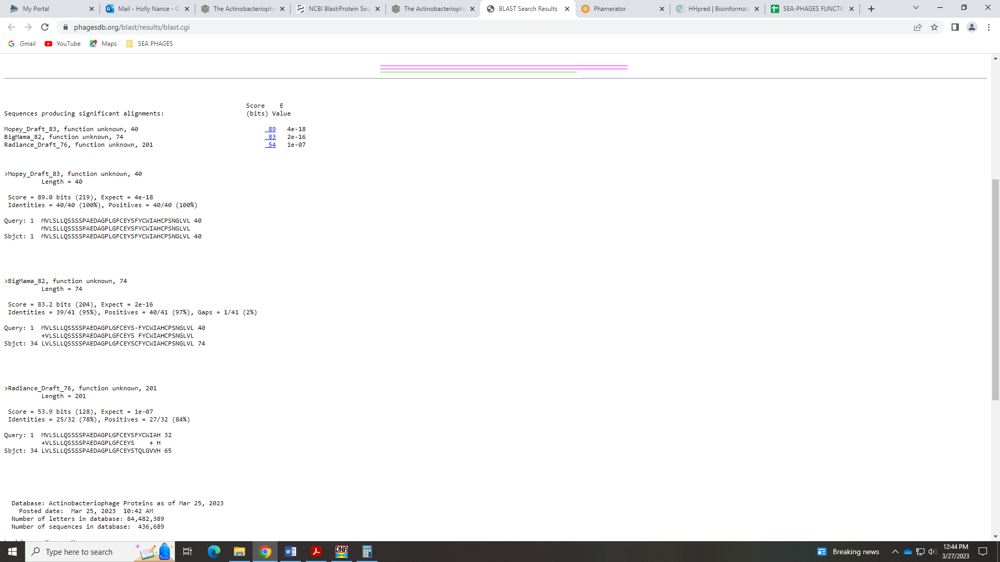 My Portal
Mail - Holly Nance - O
The Actinobacteriopha
NCBI Blast:Protein Seq
The Actinobacteriopha
BLAST Search Results
Phamerator
HHpred | Bioinformati
SEA-PHAGES FUNCTIC
phagesdb.org/blast/results/blast.cgi
Gmail
YouTube
Maps
SEA PHAGES
Score E
Sequences producing significant alignments: (bits) Value
Mopey_Draft_83, function unknown, 40 89 4e-18
BigMama_82, function unknown, 74 83 2e-16
Radiance_Draft_76, function unknown, 201 54 1e-07
>Mopey_Draft_83, function unknown, 40
Length = 40
Score = 89.0 bits (219), Expect = 4e-18
Identities = 40/40 (100%), Positives = 40/40 (100%)
Query: 1 MVLSLLQSSSSPAEDAGPLGFCEYSFYCWIAHCPSNGLVL 40
MVLSLLQSSSSPAEDAGPLGFCEYSFYCWIAHCPSNGLVL
Sbjct: 1 MVLSLLQSSSSPAEDAGPLGFCEYSFYCWIAHCPSNGLVL 40
>BigMama_82, function unknown, 74
Length = 74
Score = 83.2 bits (204), Expect = 2e-16
Identities = 39/41 (95%), Positives = 40/41 (97%), Gaps = 1/41 (2%)
Query: 1 MVLSLLQSSSSPAEDAGPLGFCEYS-FYCWIAHCPSNGLVL 40
+VLSLLQSSSSPAEDAGPLGFCEYS FYCWIAHCPSNGLVL
Sbjct: 34 LVLSLLQSSSSPAEDAGPLGFCEYSCFYCWIAHCPSNGLVL 74
>Radiance_Draft_76, function unknown, 201
Length = 201
Score = 53.9 bits (128), Expect = 1e-07
Identities = 25/32 (78%), Positives = 27/32 (84%)
Query: 1 MVLSLLQSSSSPAEDAGPLGFCEYSFYCWIAH 32
+VLSLLQSSSSPAEDAGPLGFCEYS + H
Sbjct: 34 LVLSLLQSSSSPAEDAGPLGFCEYSTQLGVVH 65
Database: Actinobacteriophage Proteins as of Mar 25, 2023
Posted date: Mar 25, 2023 10:42 AM
Number of letters in database: 84,482,389
Number of sequences in database: 436,689
Type here to search
DNA
Breaking news
12:44 PM
3/27/2023